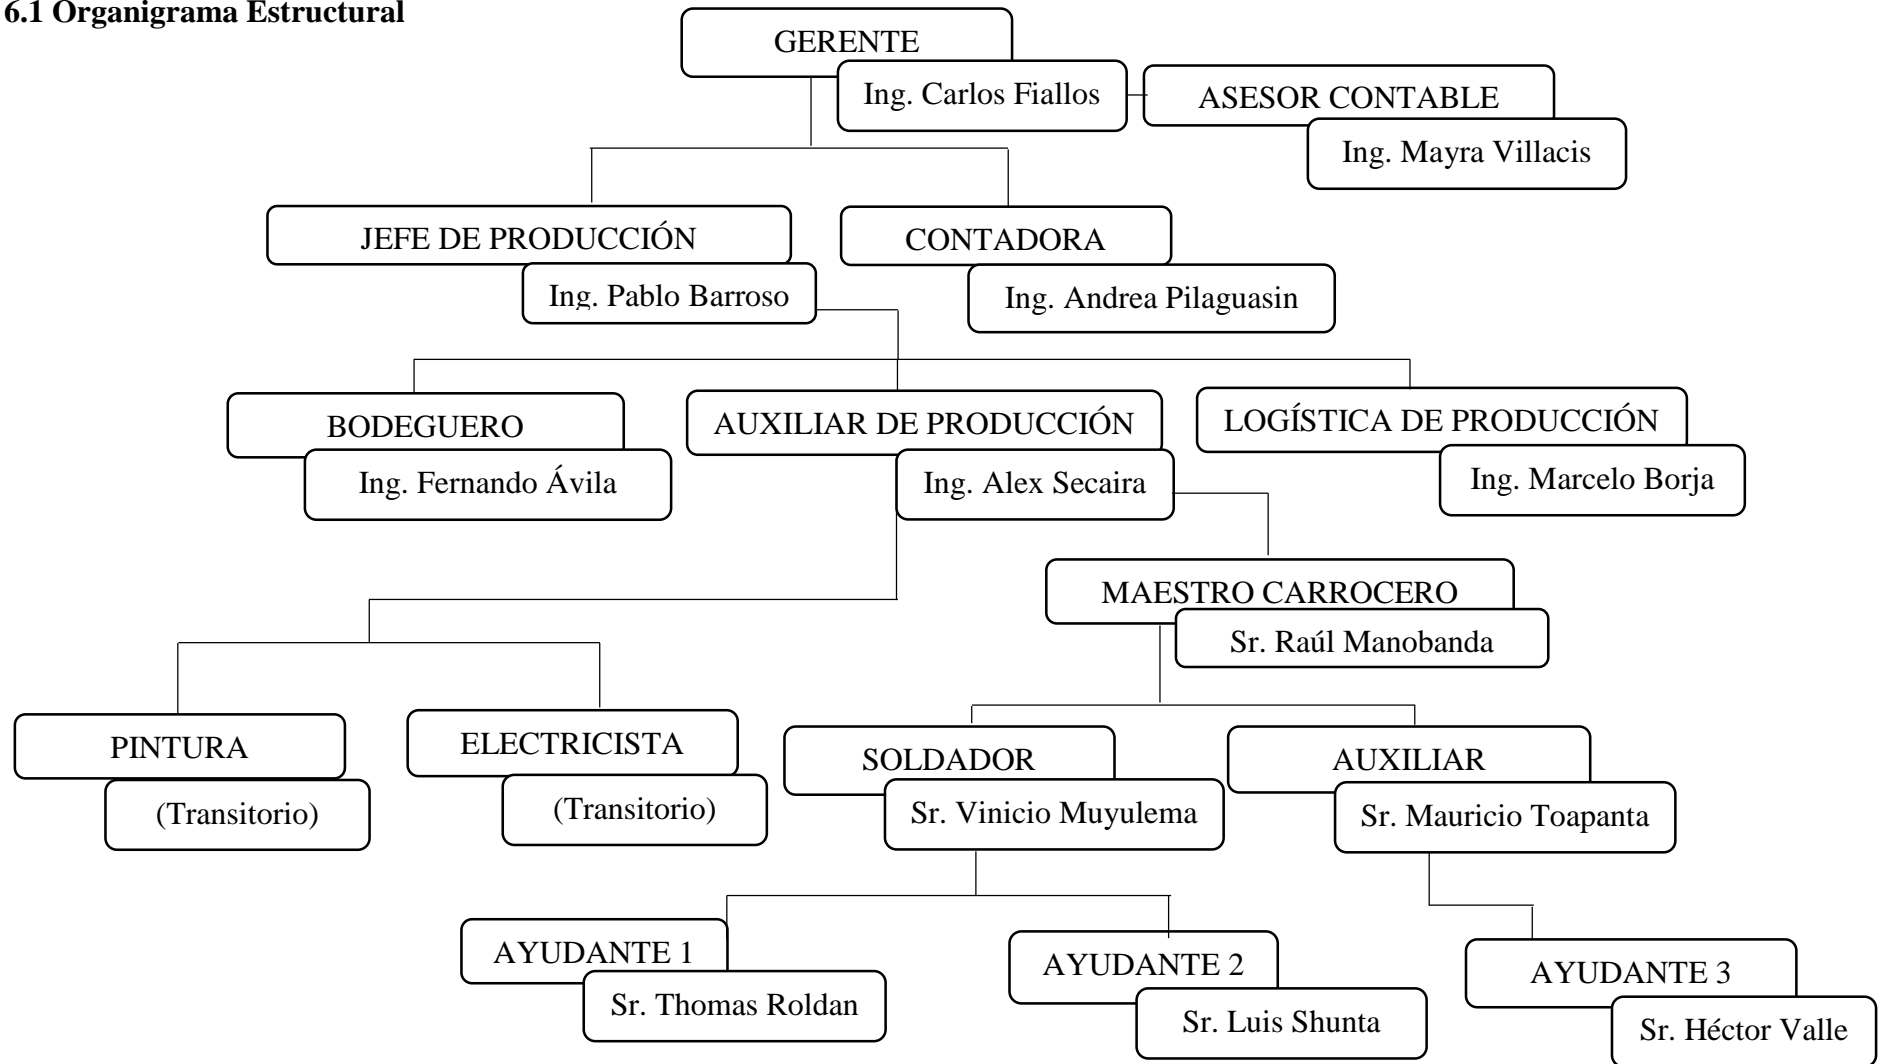 6.1 Organigrama Estructural
GERENTE
Ing. Carlos Fiallos
ASESOR CONTABLE
Ing. Mayra Villacis
JEFE DE PRODUCCIÓN
Ing. Pablo Barroso
CONTADORA
Ing. Andrea Pilaguasin
BODEGUERO
Ing. Fernando Ávila
AUXILIAR DE PRODUCCIÓN
Ing. Alex Secaira
LOGÍSTICA DE PRODUCCIÓN
Ing. Marcelo Borja
MAESTRO CARROCERO
Sr. Raúl Manobanda
PINTURA
(Transitorio)
ELECTRICISTA
(Transitorio)
SOLDADOR
Sr. Vinicio Muyulema
AUXILIAR
Sr. Mauricio Toapanta
AYUDANTE 1
Sr. Thomas Roldan
AYUDANTE 2
Sr. Luis Shunta
AYUDANTE 3
Sr. Héctor Valle